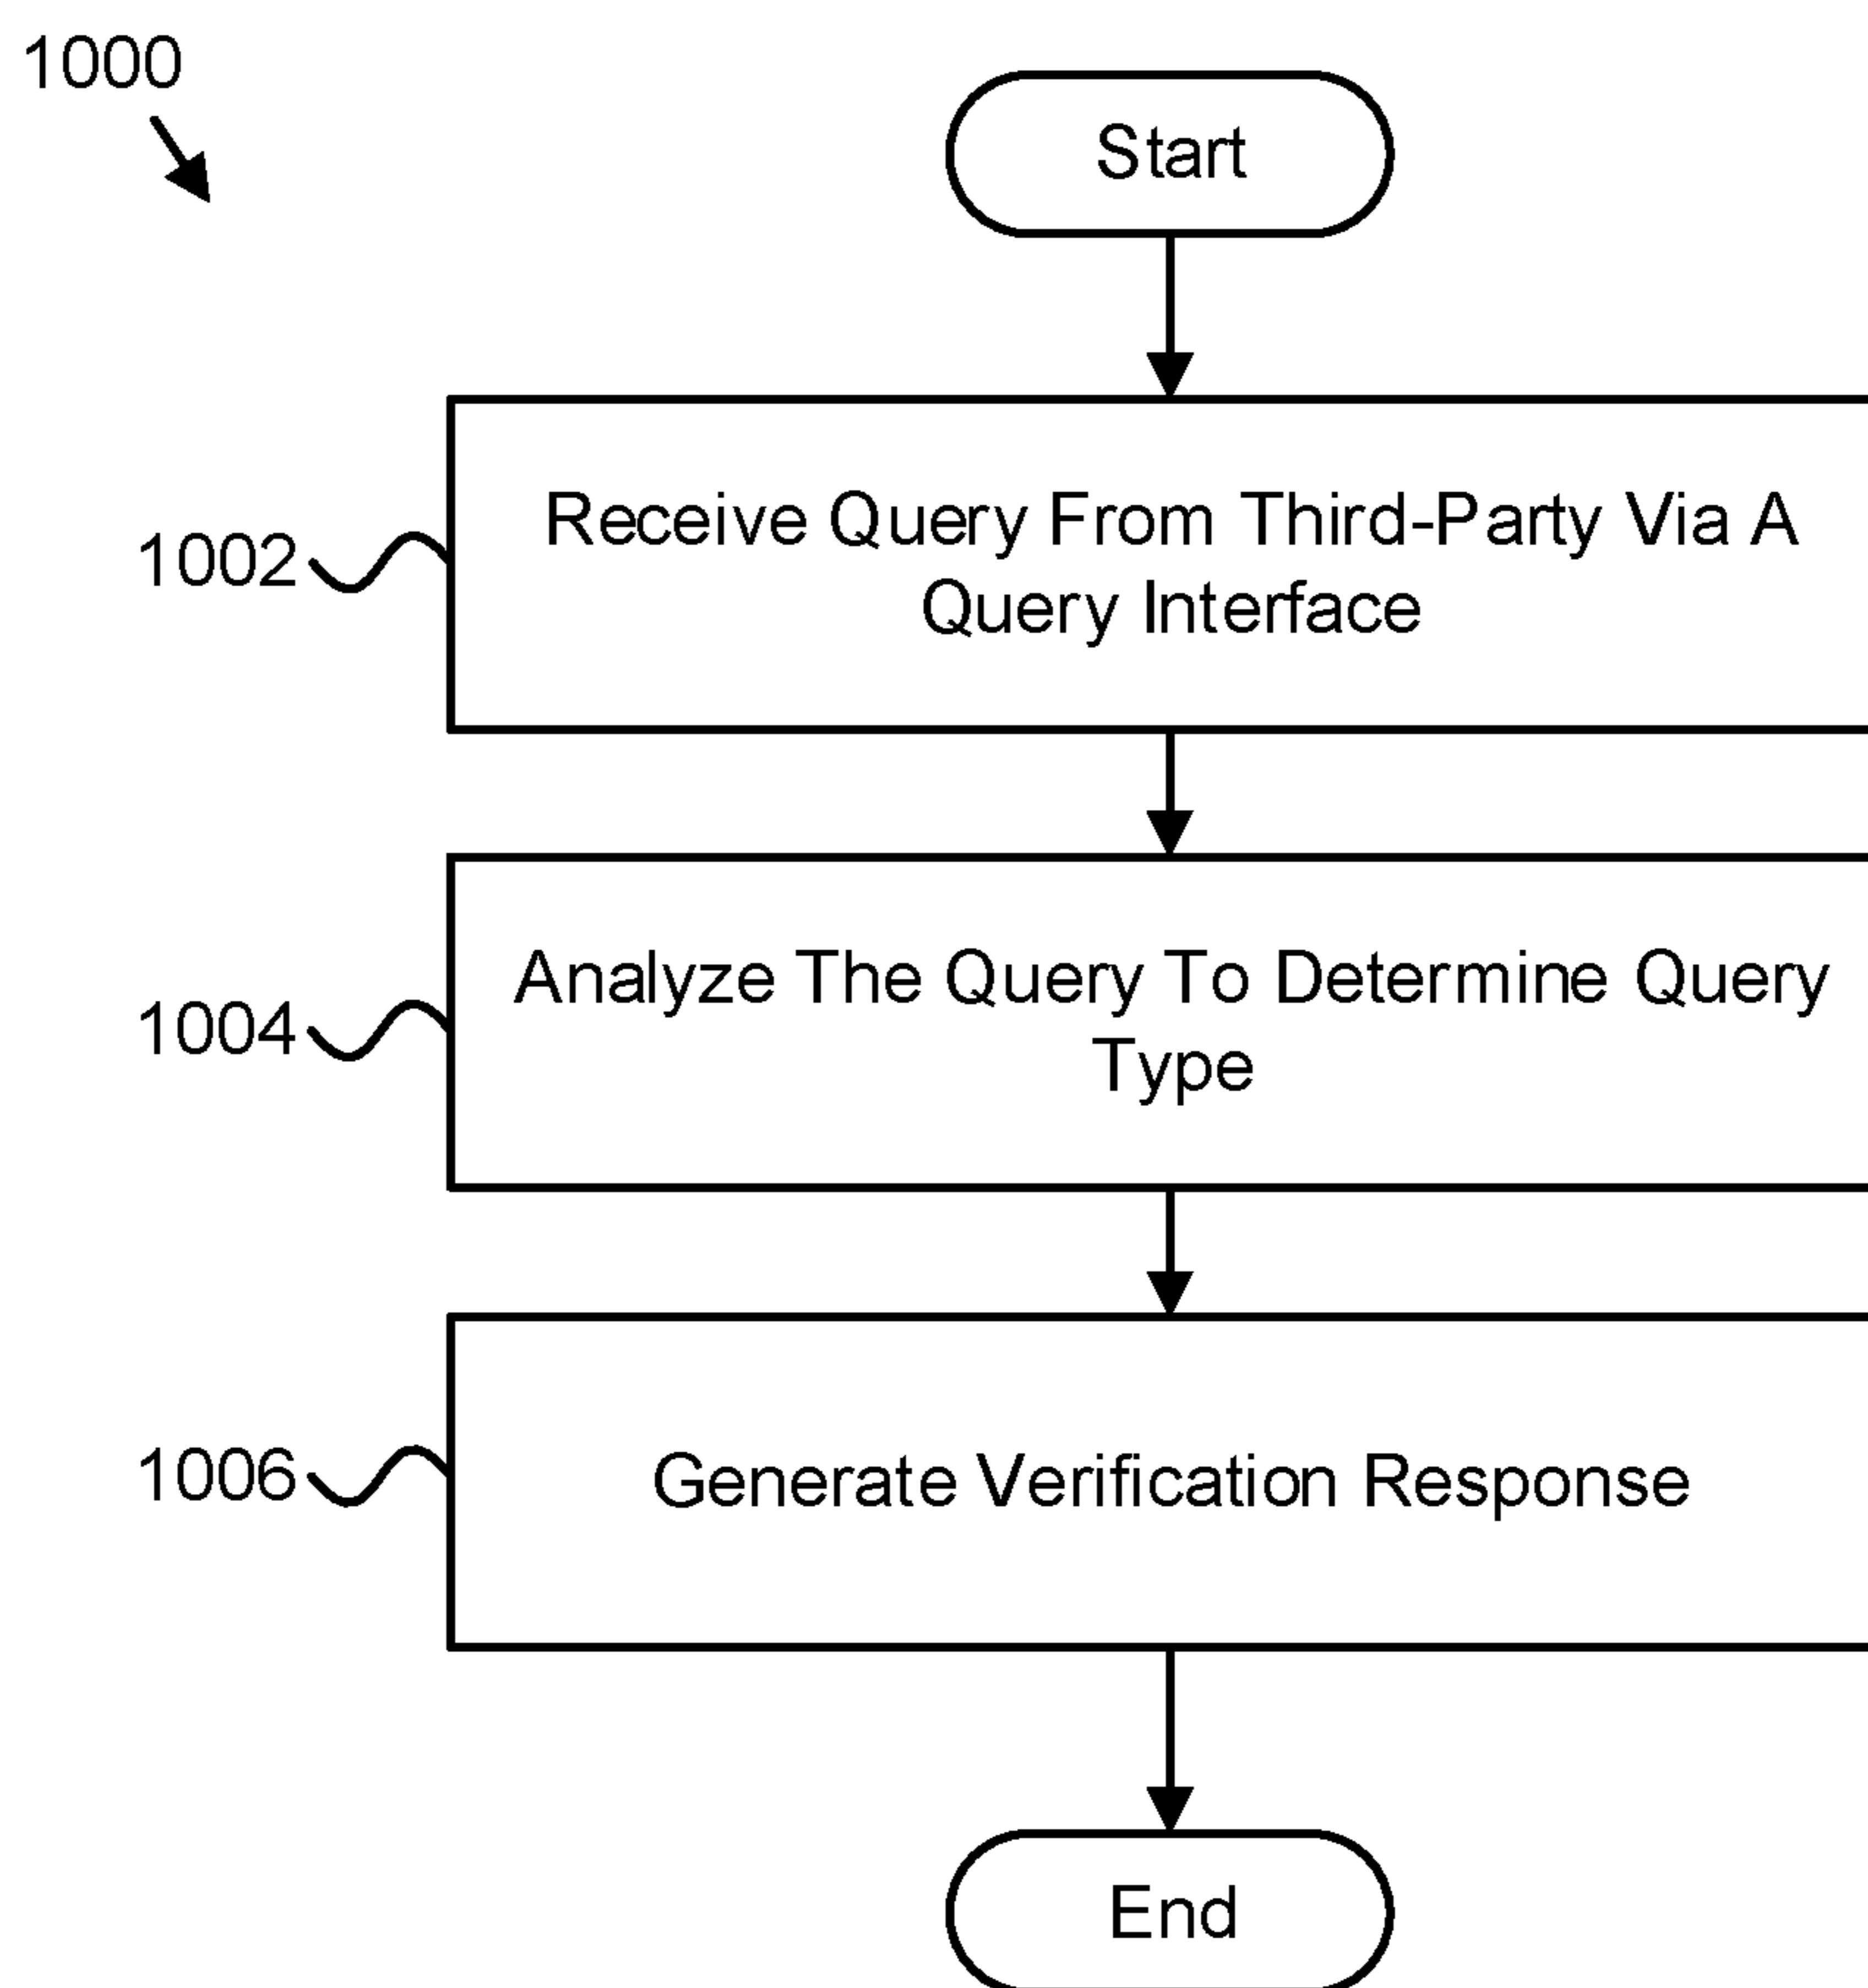 1000
Start
1002
Receive Query From Third-Party Via A
Query Interface
1004
Analyze The Query To Determine Query
Type
1006
Generate Verification Response
End